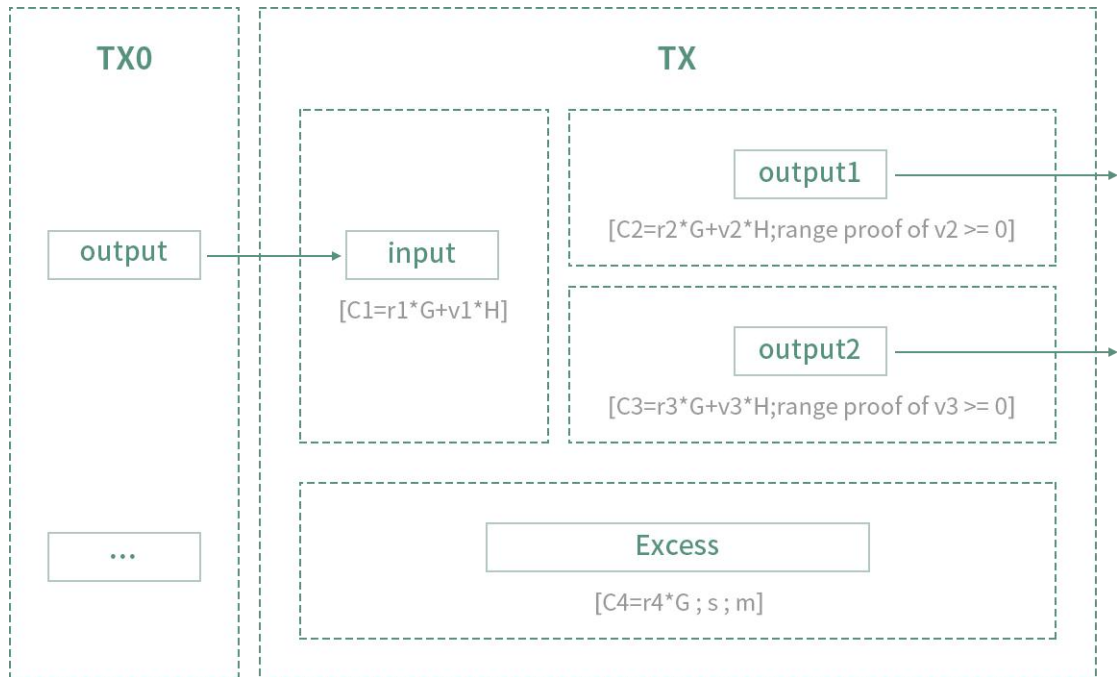 TX0
TX
output
...
input
[C1=r1*G+v1*H]
output1
[C2=r2*G+v2*H;range proof of v2 >= 0]
output2
[C3=r3*G+v3*H;range proof of v3 >= 0]
Excess
[C4=r4*G ; s ; m]